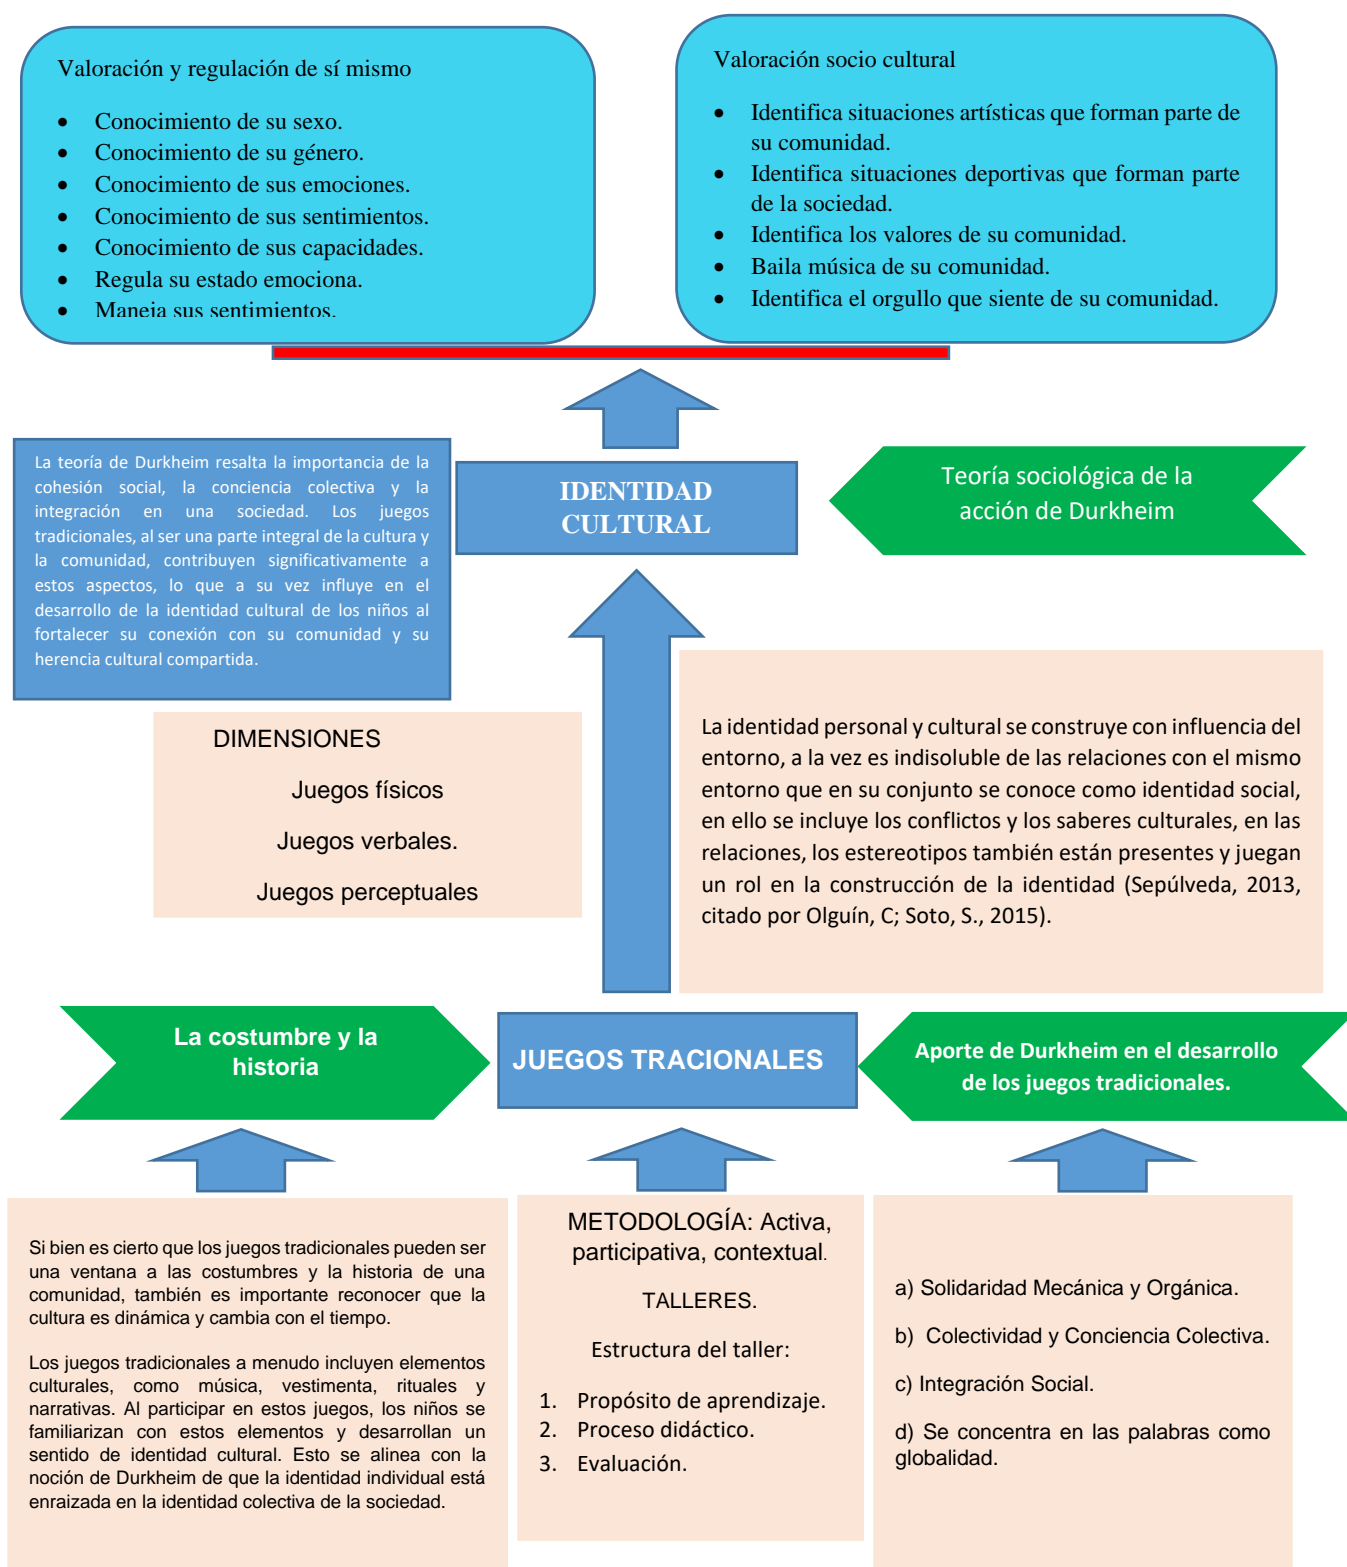 Valoración y regulación de sí mismo
• Conocimiento de su sexo.
• Conocimiento de su género.
• Conocimiento de sus emociones.
• Conocimiento de sus sentimientos.
• Conocimiento de sus capacidades.
• Regula su estado emociona.
• Maneja sus sentimientos.
Valoración socio cultural
• Identifica situaciones artísticas que forman parte de
su comunidad.
• Identifica situaciones deportivas que forman parte
de la sociedad.
• Identifica los valores de su comunidad.
• Baila música de su comunidad.
• Identifica el orgullo que siente de su comunidad.
La teoría de Durkheim resalta la importancia de la
cohesión social, la conciencia colectiva y la
integración en una sociedad. Los juegos
tradicionales, al ser una parte integral de la cultura y
la comunidad, contribuyen significativamente a
estos aspectos, lo que a su vez influye en el
desarrollo de la identidad cultural de los niños al
fortalecer su conexión con su comunidad y su
herencia cultural compartida.
IDENTIDAD
CULTURAL
Teoría sociológica de la
acción de Durkheim
DIMENSIONES
Juegos físicos
Juegos verbales.
Juegos perceptuales
La identidad personal y cultural se construye con influencia del
entorno, a la vez es indisoluble de las relaciones con el mismo
entorno que en su conjunto se conoce como identidad social,
en ello se incluye los conflictos y los saberes culturales, en las
relaciones, los estereotipos también están presentes y juegan
un rol en la construcción de la identidad (Sepúlveda, 2013,
citado por Olguín, C; Soto, S., 2015).
La costumbre y la
historia
JUEGOS TRACIONALES
Aporte de Durkheim en el desarrollo
de los juegos tradicionales.
Si bien es cierto que los juegos tradicionales pueden ser
una ventana a las costumbres y la historia de una
comunidad, también es importante reconocer que la
cultura es dinámica y cambia con el tiempo.
Los juegos tradicionales a menudo incluyen elementos
culturales, como música, vestimenta, rituales y
narrativas. Al participar en estos juegos, los niños se
familiarizan con estos elementos y desarrollan un
sentido de identidad cultural. Esto se alinea con la
noción de Durkheim de que la identidad individual está
enraizada en la identidad colectiva de la sociedad.
METODOLOGÍA: Activa,
participativa, contextual.
TALLERES.
Estructura del taller:
1. Propósito de aprendizaje.
2. Proceso didáctico.
3. Evaluación.
a) Solidaridad Mecánica y Orgánica.
b) Colectividad y Conciencia Colectiva.
c) Integración Social.
d) Se concentra en las palabras como
globalidad.